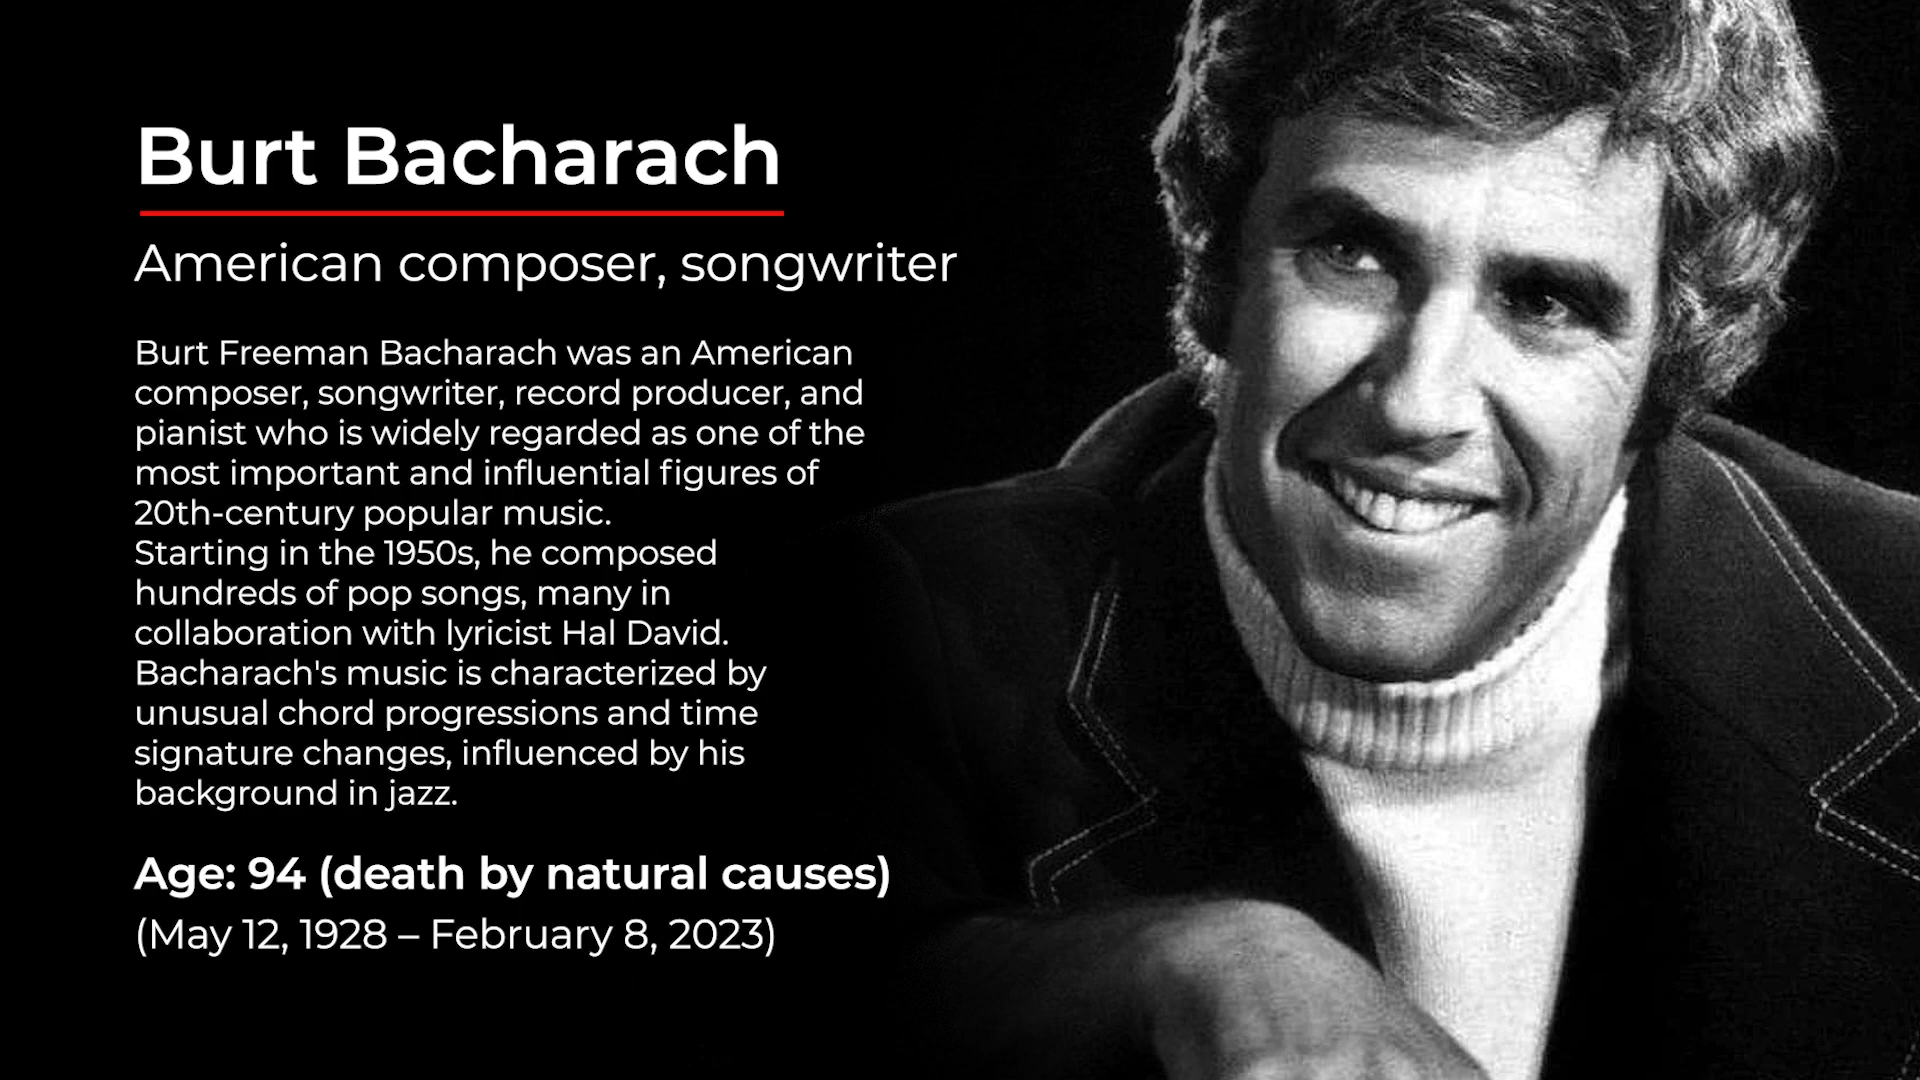 Burt Bacharach
American composer, songwriter
Burt Freeman Bacharach was an American
composer, songwriter, record producer, and
pianist who is widely regarded as one of the
most important and influential figures of
20th-century popular music.
Starting in the 1950s, he composed
hundreds of pop songs, many in
collaboration with lyricist Hal David.
Bacharach's music is characterized by
unusual chord progressions and time
signature changes, influenced by his
background in jazz.
Age: 94 (death by natural causes)
(May 12, 1928 – February 8, 2023)